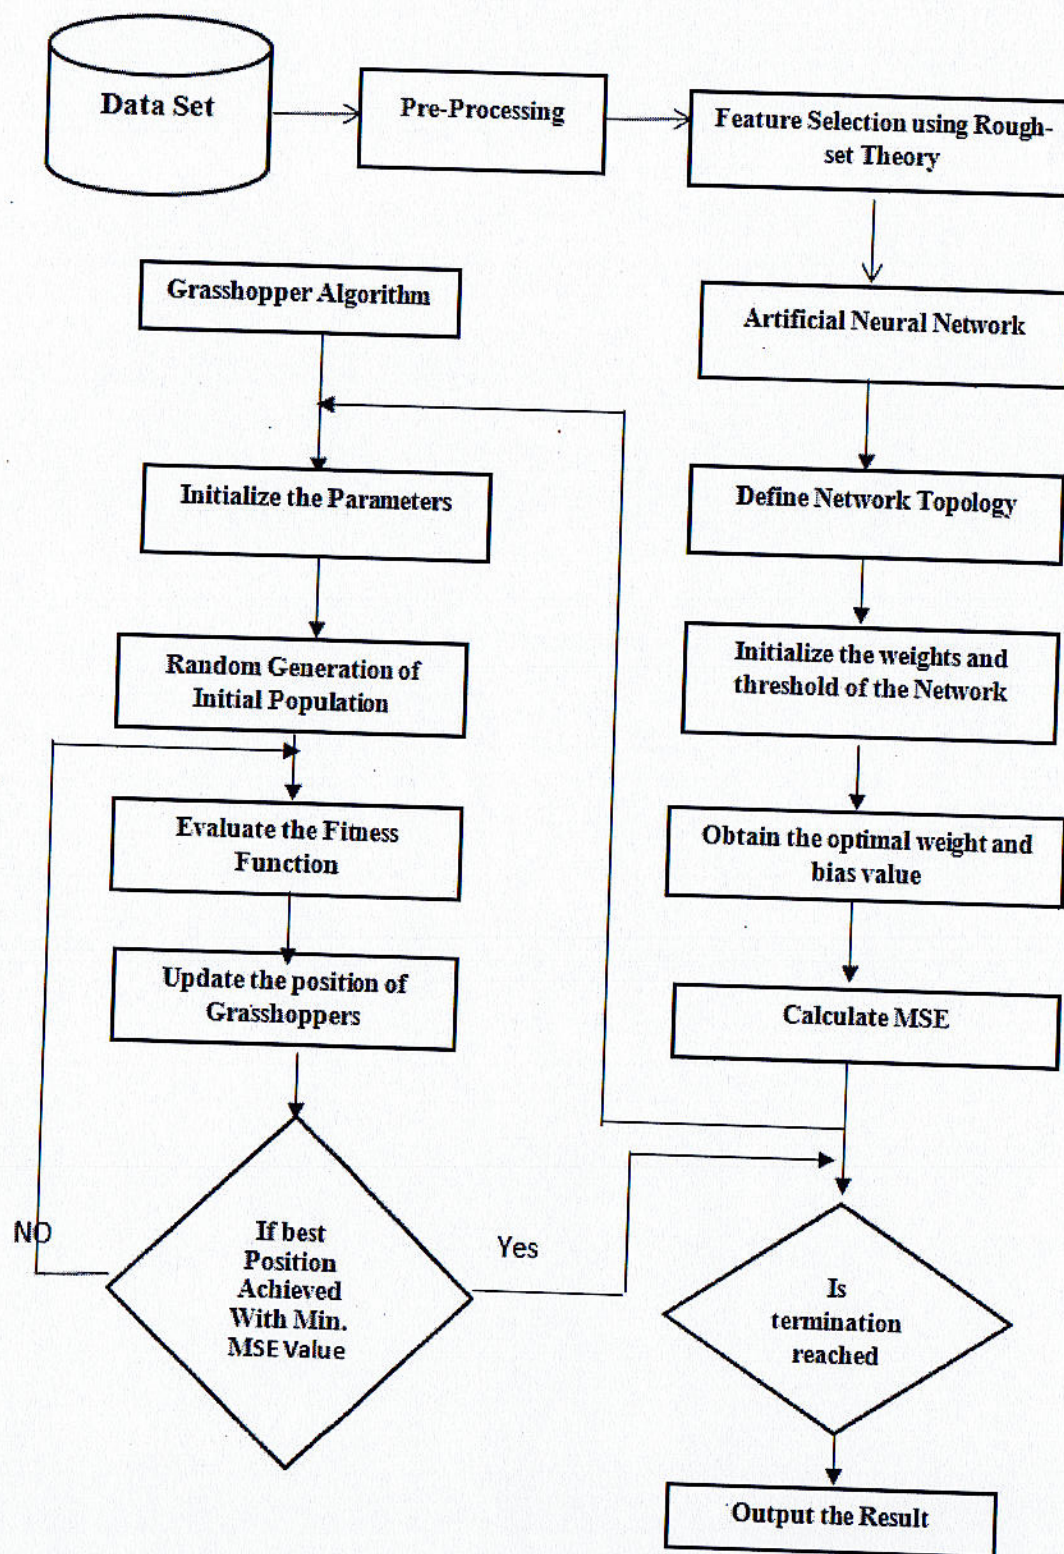 Data Set
Pre-Processing
Feature Selection using Rough-
set Theory
Grasshopper Algorithm
Artificial Neural Network
Initialize the Parameters
Define Network Topology
Random Generation of
Initial Population
Initialize the weights and
threshold of the Network
Evaluate the Fitness
Function
Obtain the optimal weight and
bias value
Update the position of
Grasshoppers
Calculate MSE
NO
If best
Position
Achieved
With Min.
MSE Value
Yes
Is
termination
reached
Output the Result